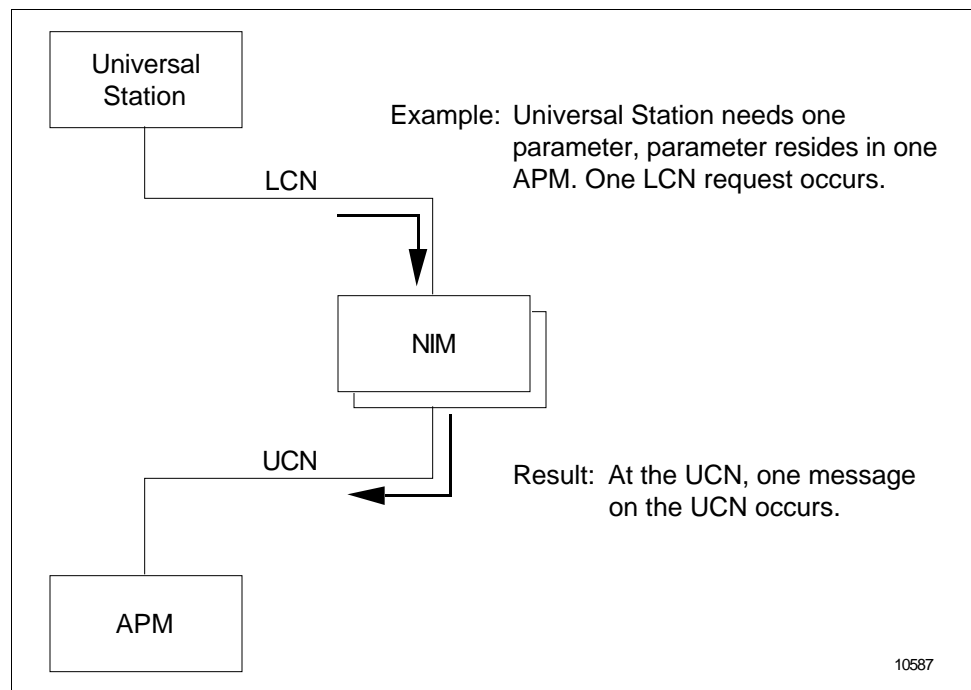 Universal
Station
Example: Universal Station needs one
parameter, parameter resides in one
APM. One LCN request occurs.
LCN
NIM
UCN
Result: At the UCN, one message
on the UCN occurs.
APM
10587